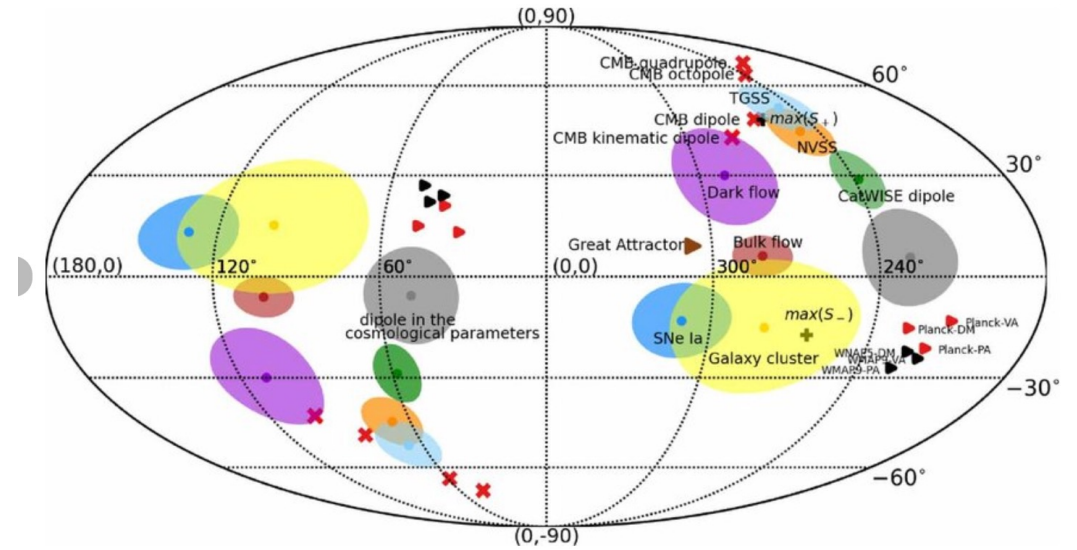 (0,90)
CMB quadrupole
CMB octopole
60°
TGSS
CMB dipole
max(S₊)
CMB kinematic dipole
NVSS
30°
Dark flow
CatWISE dipole
Great Attractor
Bulk flow
(180,0)
120°
60°
(0,0)
300°
240°
dipole in the
cosmological parameters
max(S₋)
SNe Ia
Galaxy cluster
Planck-VA
Planck-DM
Planck-PA
WMAP9-VA
WMAP9-PA
−30°
−60°
(0,-90)